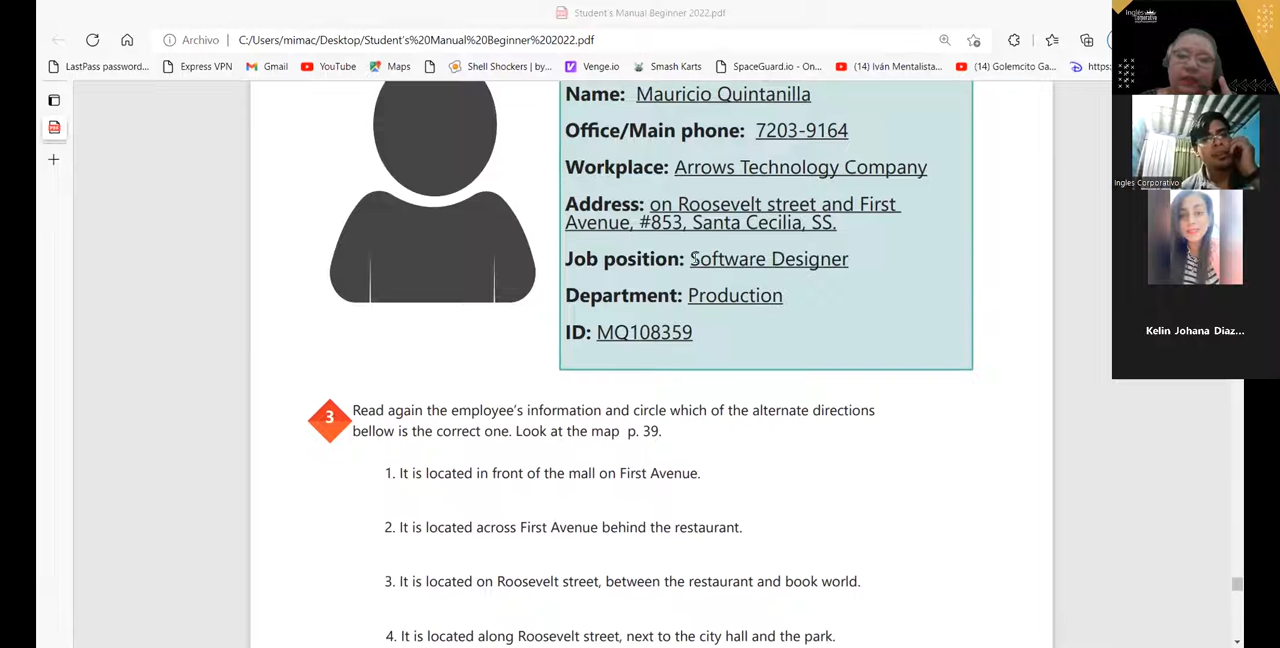 Student's Manual Beginner 2022.pdf
Archivo C:/Users/mimac/Desktop/Student's%20Manual%20Beginner%202022.pdf
LastPass password... Express VPN Gmail YouTube Maps Shell Shockers | by... Venge.io Smash Karts SpaceGuard.io - On... (14) Iván Mentalista... (14) Golemcito Ga... https:
Name: Mauricio Quintanilla
Office/Main phone: 7203-9164
Workplace: Arrows Technology Company
Address: on Roosevelt street and First
Avenue, #853, Santa Cecilia, SS.
Job position: Software Designer
Department: Production
ID: MQ108359
3
Read again the employee's information and circle which of the alternate directions
bellow is the correct one. Look at the map p. 39.
1. It is located in front of the mall on First Avenue.
2. It is located across First Avenue behind the restaurant.
3. It is located on Roosevelt street, between the restaurant and book world.
4. It is located along Roosevelt street, next to the city hall and the park.
Inglés
Corporativo
Ingles Corporativo
Kelin Johana Diaz...